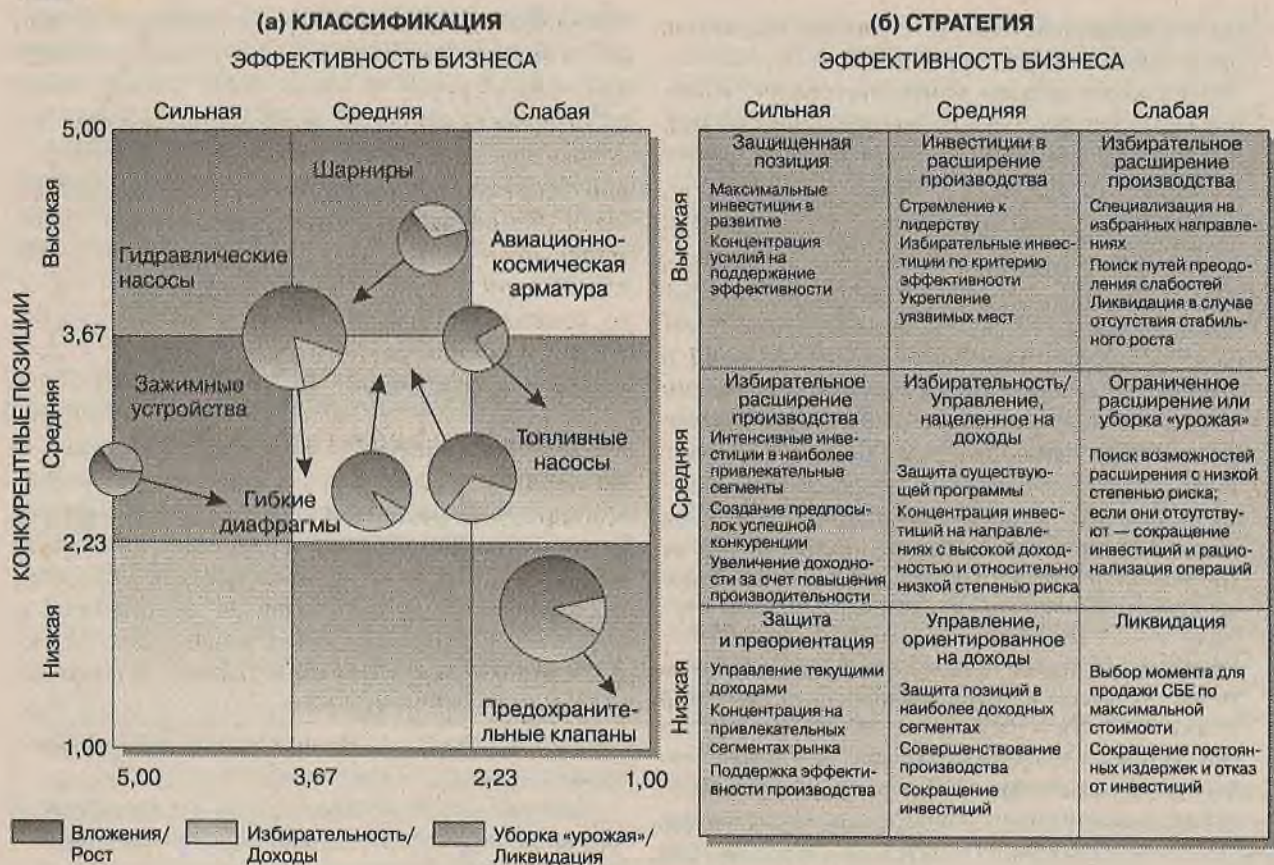 (а) КЛАССИФИКАЦИЯ
ЭФФЕКТИВНОСТЬ БИЗНЕСА
Сильная
Средняя
Слабая
КОНКУРЕНТНЫЕ ПОЗИЦИИ
Высокая
Средняя
Низкая
5,00
3,67
2,23
1,00
Шарниры
Гидравлические
насосы
Авиационно-
космическая
арматура
Зажимные
устройства
Топливные
насосы
Гибкие
диафрагмы
Предохраните-
льные клапаны
5,00
3,67
2,23
1,00
Вложения/
Рост
Избирательность/
Доходы
Уборка «урожая»/
Ликвидация
(б) СТРАТЕГИЯ
ЭФФЕКТИВНОСТЬ БИЗНЕСА
Сильная
Средняя
Слабая
Высокая
Защищенная
позиция
Максимальные
инвестиции в
развитие
Концентрация
усилий на
поддержание
эффективности
Инвестиции в
расширение
производства
Стремление к
лидерству
Избирательные инвес-
тиции по критерию
эффективности
Укрепление
уязвимых мест
Избирательное
расширение
производства
Специализация на
избранных направле-
ниях
Поиск путей преодо-
ления слабостей
Ликвидация в случае
отсутствия стабиль-
ного роста
Средняя
Избирательное
расширение
производства
Интенсивные инве-
стиции в наиболее
привлекательные
сегменты
Создание предпосы-
лок успешной
конкуренции
Увеличение доходно-
сти за счет повышения
производительности
Избирательность/
Управление,
нацеленное на
доходы
Защита существую-
щей программы
Концентрация инвес-
тиций на направле-
ниях с высокой доход-
ностью и относительно
низкой степенью риска
Ограниченное
расширение или
уборка «урожая»
Поиск возможностей
расширения с низкой
степенью риска;
если они отсутству-
ют — сокращение
инвестиций и рацио-
нализация операций
Низкая
Защита
и преориентация
Управление текущими
доходами
Концентрация на
привлекательных
сегментах рынка
Поддержка эффекти-
вности производства
Управление,
ориентированное
на доходы
Защита позиций в
наиболее доходных
сегментах
Совершенствование
производства
Сокращение
инвестиций
Ликвидация
Выбор момента для
продажи СБЕ по
максимальной
стоимости
Сокращение постоян-
ных издержек и отказ
от инвестиций